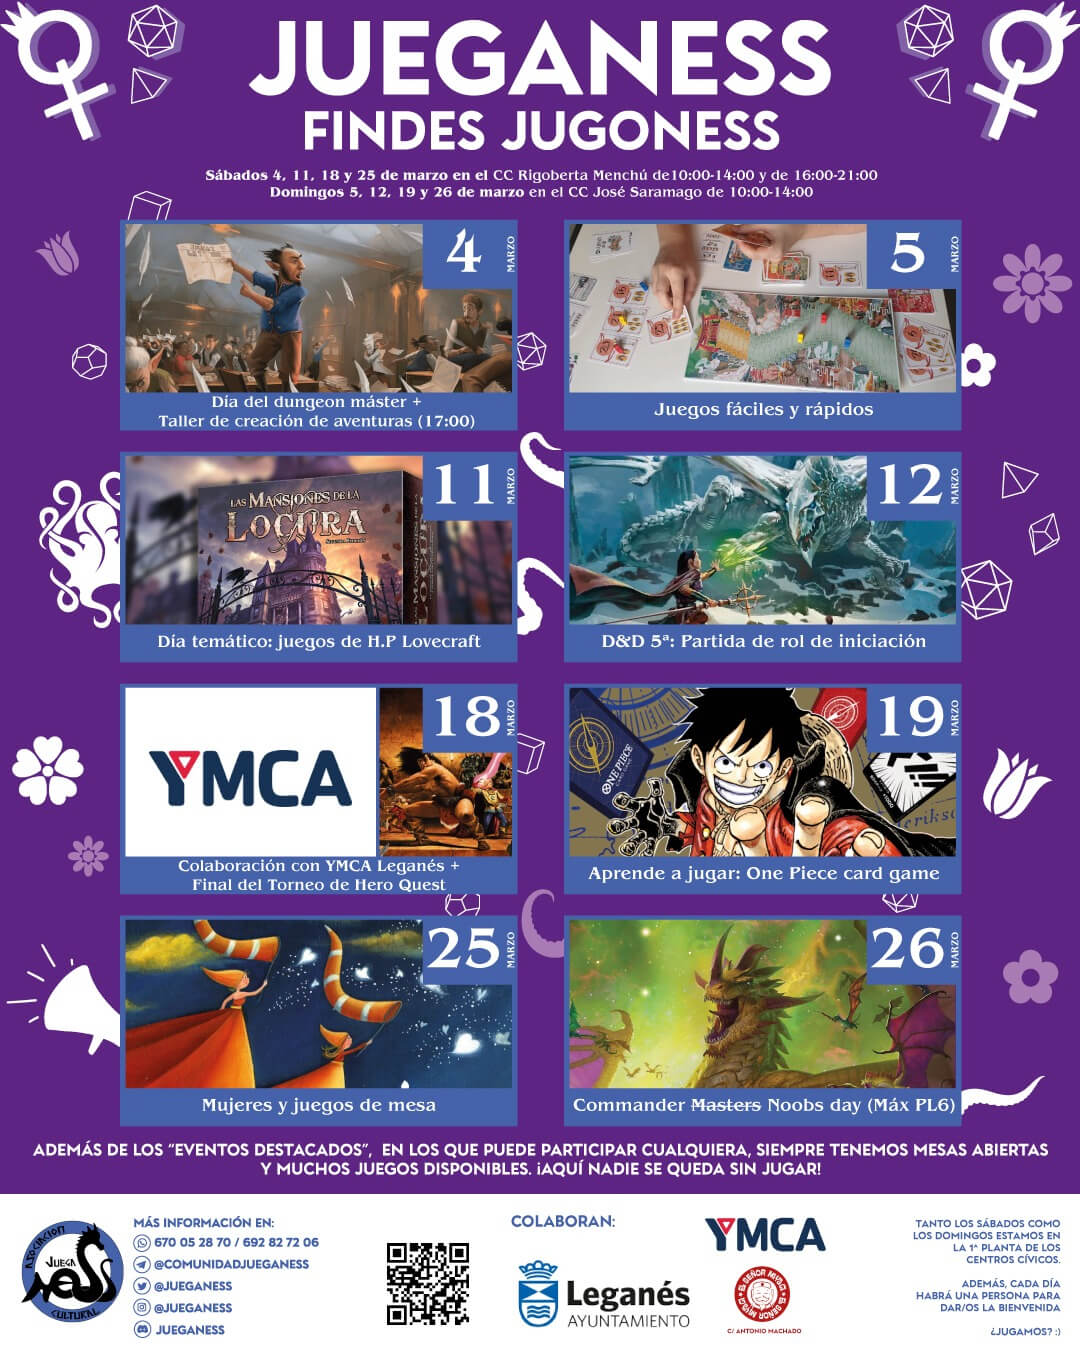 JUEGANESS
FINDES JUGONESS
Sábados 4, 11, 18 y 25 de marzo en el CC Rigoberta Menchú de10:00-14:00 y de 16:00-21:00
Domingos 5, 12, 19 y 26 de marzo en el CC José Saramago de 10:00-14:00
4 MARZO
Día del dungeon máster +
Taller de creación de aventuras (17:00)
5 MARZO
Juegos fáciles y rápidos
11 MARZO
LAS MANSIONES DE LA
LOCURA
Día temático: juegos de H.P Lovecraft
12 MARZO
D&D 5ª: Partida de rol de iniciación
18 MARZO
YMCA
Colaboración con YMCA Leganés +
Final del Torneo de Hero Quest
19 MARZO
ONE PIECE
CARD GAME
Aprende a jugar: One Piece card game
25 MARZO
Mujeres y juegos de mesa
26 MARZO
Commander Masters Noobs day (Máx PL6)
ADEMÁS DE LOS "EVENTOS DESTACADOS", EN LOS QUE PUEDE PARTICIPAR CUALQUIERA, SIEMPRE TENEMOS MESAS ABIERTAS
Y MUCHOS JUEGOS DISPONIBLES. ¡AQUÍ NADIE SE QUEDA SIN JUGAR!
ASOCIACIÓN
JUEGA
NESS
CULTURAL
MÁS INFORMACIÓN EN:
670 05 28 70 / 692 82 72 06
@COMUNIDADJUEGANESS
@JUEGANESS
@JUEGANESS
JUEGANESS
COLABORAN:
YMCA
Leganés
AYUNTAMIENTO
EL SEÑOR MIYAGI
C/ ANTONIO MACHADO
TANTO LOS SÁBADOS COMO
LOS DOMINGOS ESTAMOS EN
LA 1ª PLANTA DE LOS
CENTROS CÍVICOS.
ADEMÁS, CADA DÍA
HABRÁ UNA PERSONA PARA
DAR/OS LA BIENVENIDA
¿JUGAMOS? :)